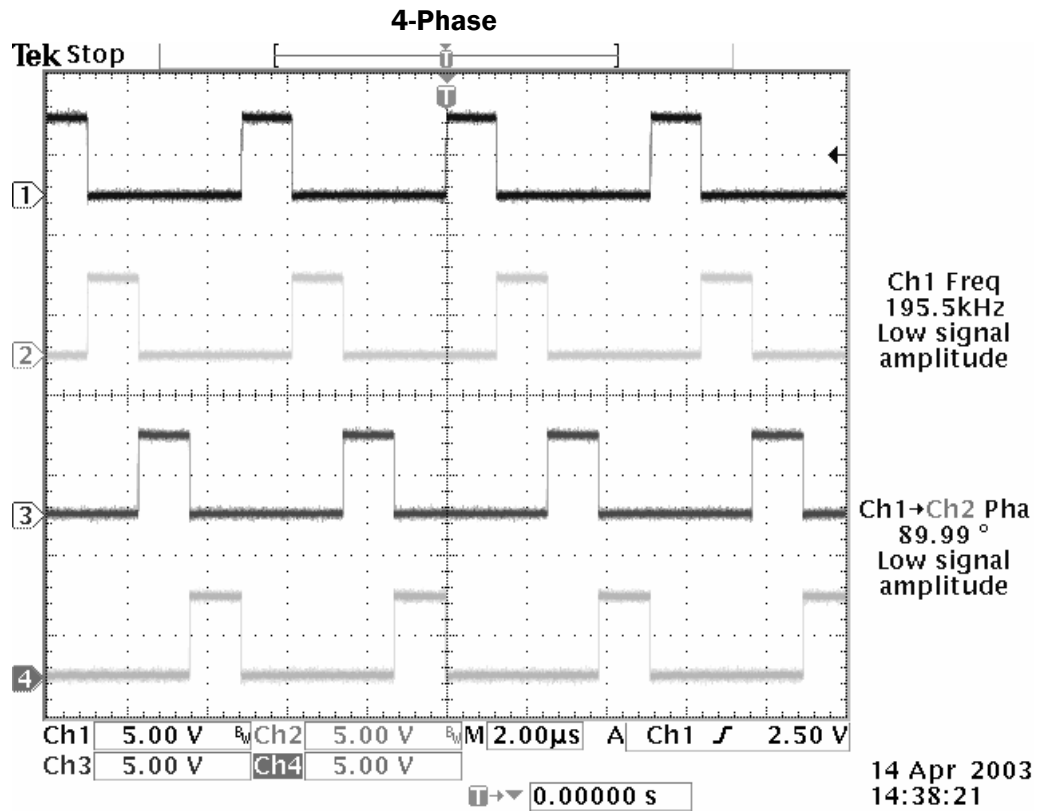 4-Phase
Tek Stop
T
T
1
2
3
4
Ch1 Freq
195.5kHz
Low signal
amplitude
Ch1→Ch2 Pha
89.99 °
Low signal
amplitude
Ch1 5.00 V BW Ch2 5.00 V BW M 2.00µs A Ch1 ƒ 2.50 V
Ch3 5.00 V Ch4 5.00 V
T→▼ 0.00000 s
14 Apr 2003
14:38:21